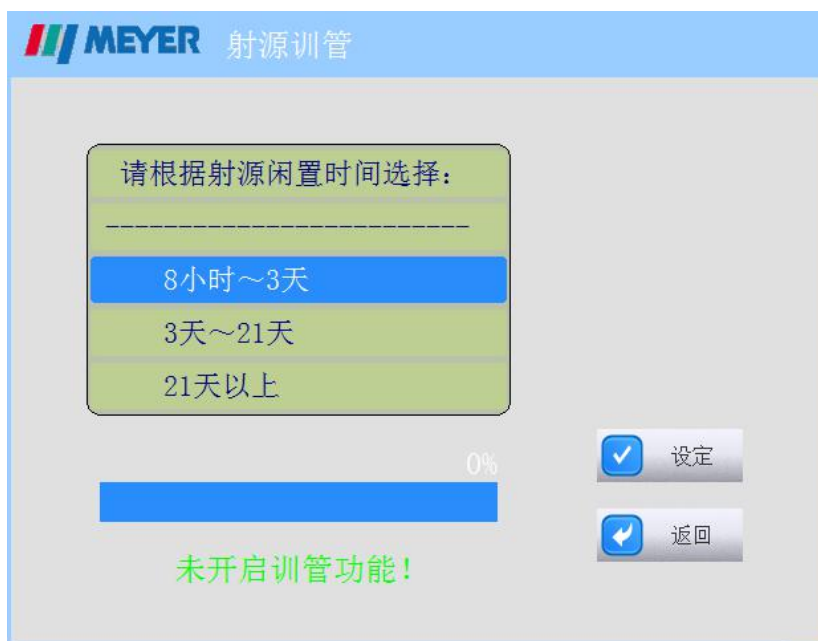 MEYER 射源训管
请根据射源闲置时间选择:
--------------------------
8小时～3天
3天～21天
21天以上
0%
设定
返回
未开启训管功能!